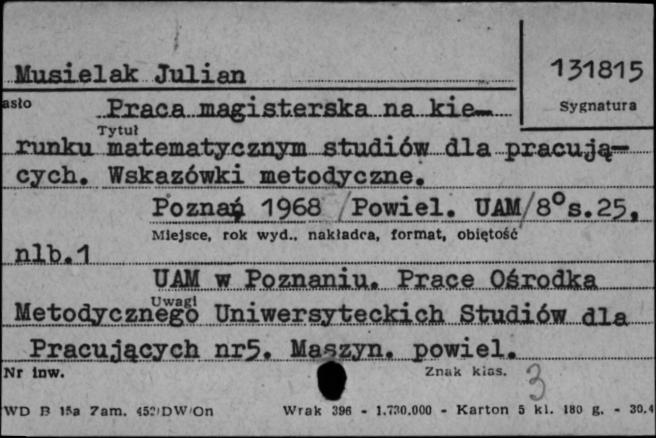 Musielak Julian
131815
asło
Sygnatura
Praca magisterska na kie-
Tytuł
runku matematycznym studiów dla pracują-
cych. Wskazówki metodyczne.
Poznań 1968 /Powiel. UAM/8°s.25,
Miejsce, rok wyd., nakładca, format, objętość
nlb.1
UAM w Poznaniu. Prace Ośrodka
Uwagi
Metodycznego Uniwersyteckich Studiów dla
Pracujących nr5. Maszyn. powiel.
Nr inw.
Znak klas. 3
WD B 15a Zam. 452/DW/On Wrak 396 - 1.730.000 - Karton 5 kl. 180 g. - 30.4